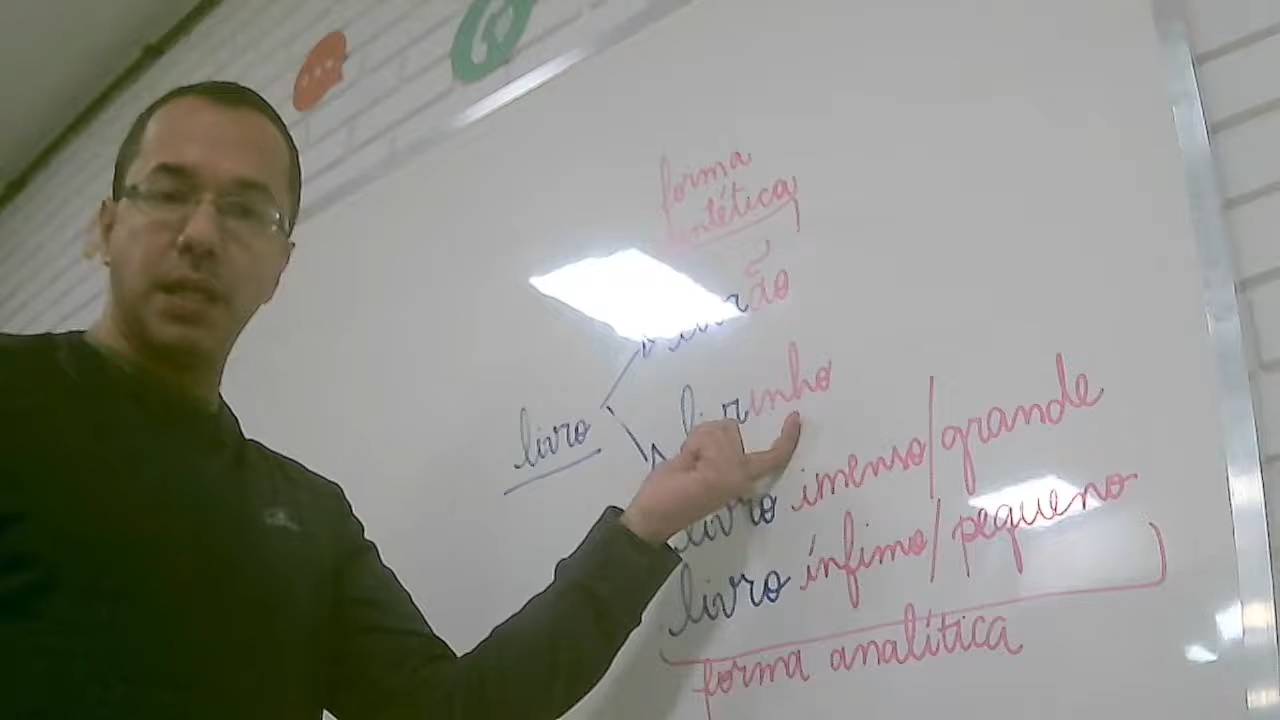 forma
sintética
livrão
livro
livrinho
livro imenso/grande
livro ínfimo/pequeno
forma analítica